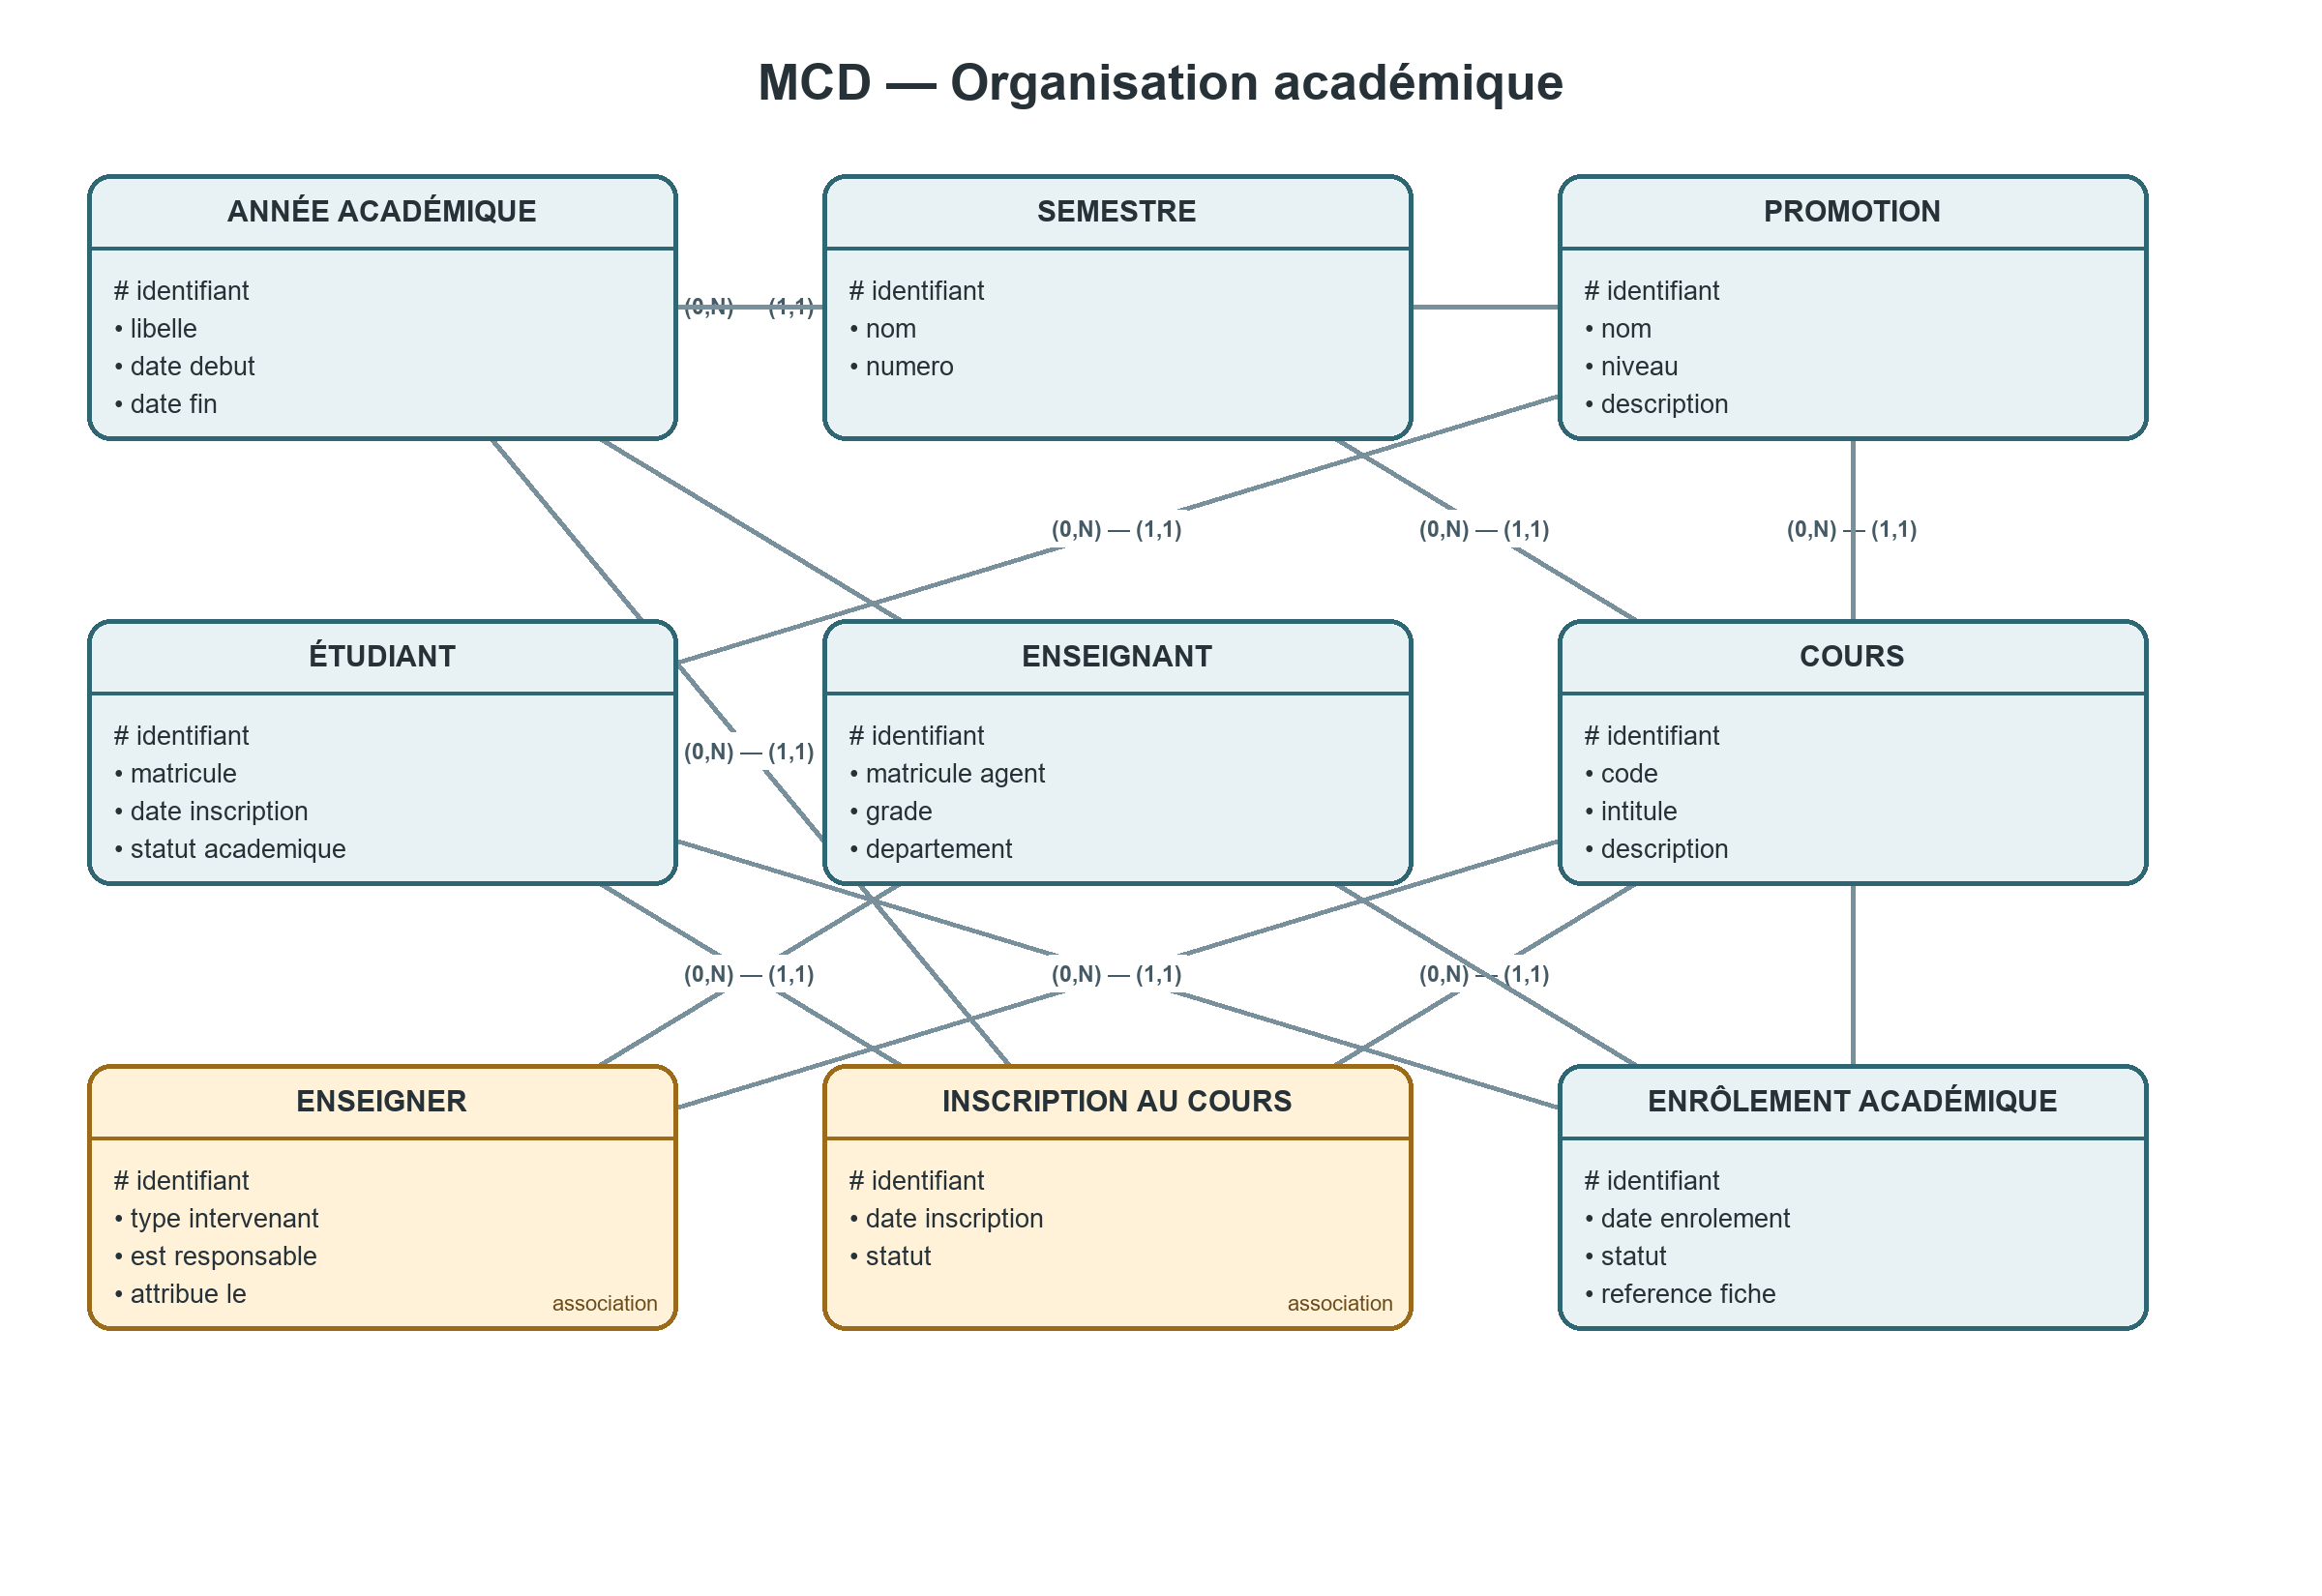 MCD — Organisation académique
ANNÉE ACADÉMIQUE
# identifiant
• libelle
• date debut
• date fin
(0,N) — (1,1)
SEMESTRE
# identifiant
• nom
• numero
PROMOTION
# identifiant
• nom
• niveau
• description
(0,N) — (1,1)
(0,N) — (1,1)
(0,N) — (1,1)
ÉTUDIANT
# identifiant
• matricule
• date inscription
• statut academique
(0,N) — (1,1)
ENSEIGNANT
# identifiant
• matricule agent
• grade
• departement
COURS
# identifiant
• code
• intitule
• description
(0,N) — (1,1)
(0,N) — (1,1)
(0,N) — (1,1)
ENSEIGNER
# identifiant
• type intervenant
• est responsable
• attribue le
association
INSCRIPTION AU COURS
# identifiant
• date inscription
• statut
association
ENRÔLEMENT ACADÉMIQUE
# identifiant
• date enrolement
• statut
• reference fiche